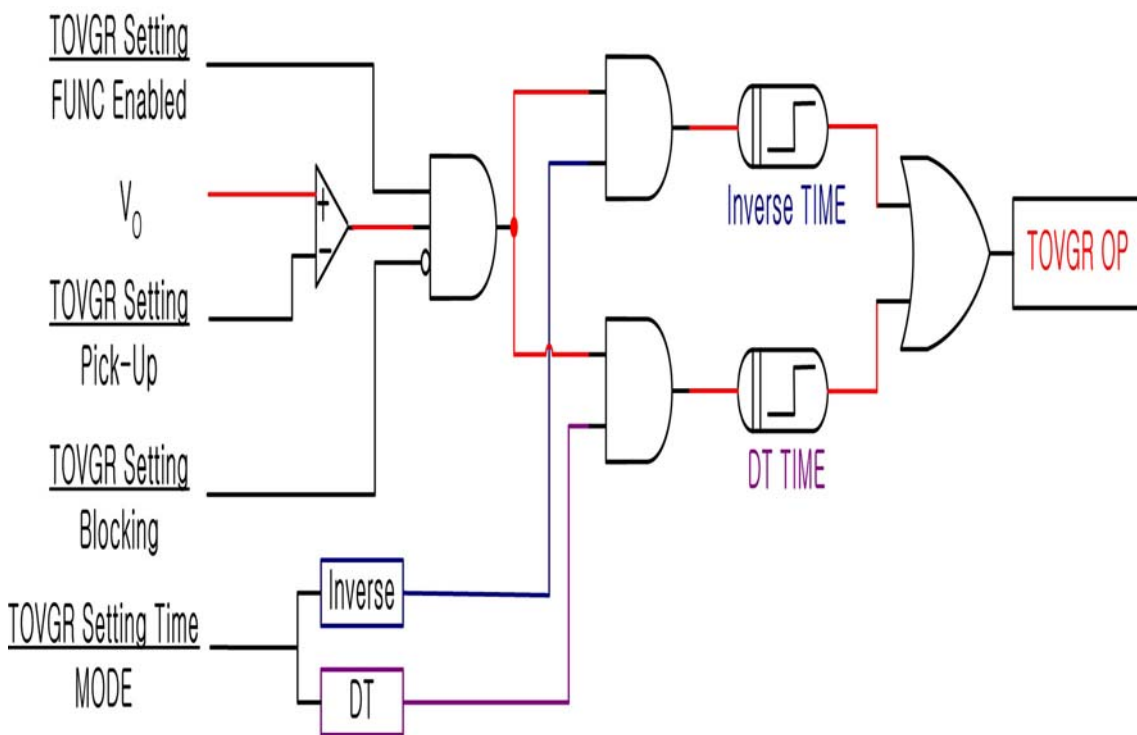 TOVGR Setting
FUNC Enabled
V0
TOVGR Setting
Pick-Up
TOVGR Setting
Blocking
TOVGR Setting Time
MODE
+
-
Inverse
DT
Inverse TIME
DT TIME
TOVGR OP